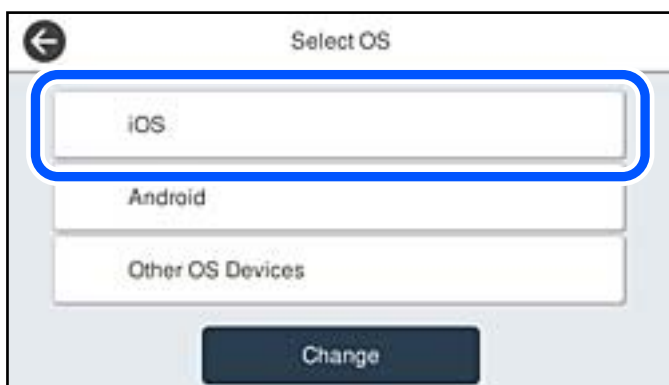 Select OS
iOS
Android
Other OS Devices
Change